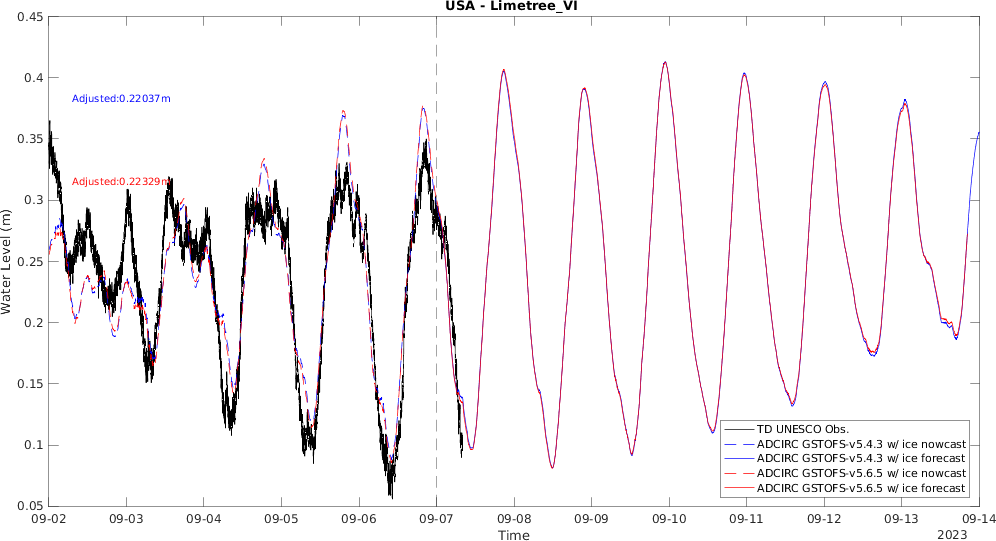 USA - Limetree_VI
0.45
0.4
0.35
0.3
0.25
0.2
0.15
0.1
0.05
Water Level (m)
Adjusted:0.22037m
Adjusted:0.22329m
TD UNESCO Obs.
ADCIRC GSTOFS-v5.4.3 w/ ice nowcast
ADCIRC GSTOFS-v5.4.3 w/ ice forecast
ADCIRC GSTOFS-v5.6.5 w/ ice nowcast
ADCIRC GSTOFS-v5.6.5 w/ ice forecast
09-02 09-03 09-04 09-05 09-06 09-07 09-08 09-09 09-10 09-11 09-12 09-13 09-14
Time
2023